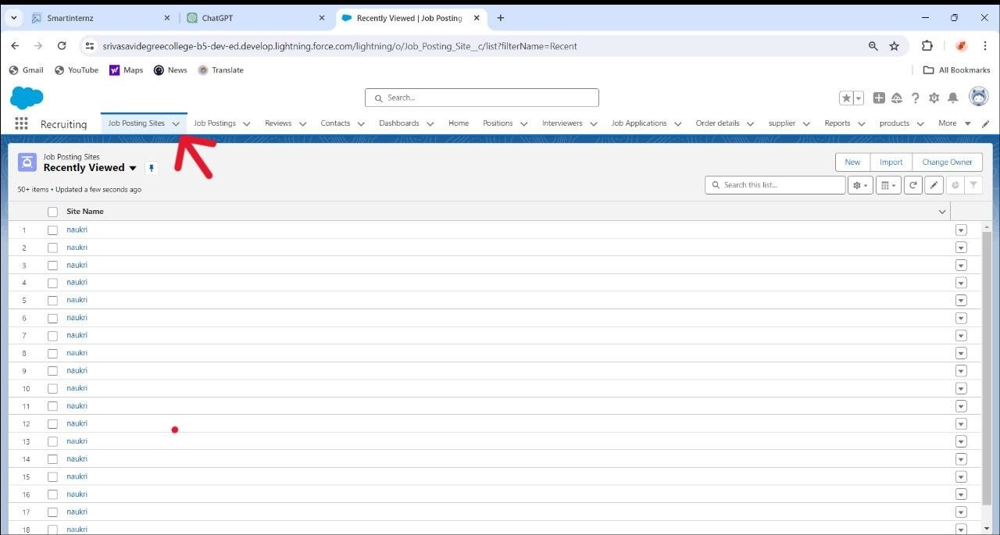 Smartinternz
ChatGPT
Recently Viewed | Job Posting
srivasavidegreecollege-b5-dev-ed.develop.lightning.force.com/lightning/o/Job_Posting_Site__c/list?filterName=Recent
Gmail YouTube Maps News Translate All Bookmarks
Search...
Recruiting Job Posting Sites Job Postings Reviews Contacts Dashboards Home Positions Interviewers Job Applications Order details supplier Reports products More
Job Posting Sites
Recently Viewed
New Import Change Owner
50+ items • Updated a few seconds ago
Search this list...
Site Name
1 naukri
2 naukri
3 naukri
4 naukri
5 naukri
6 naukri
7 naukri
8 naukri
9 naukri
10 naukri
11 naukri
12 naukri
13 naukri
14 naukri
15 naukri
16 naukri
17 naukri
18 naukri